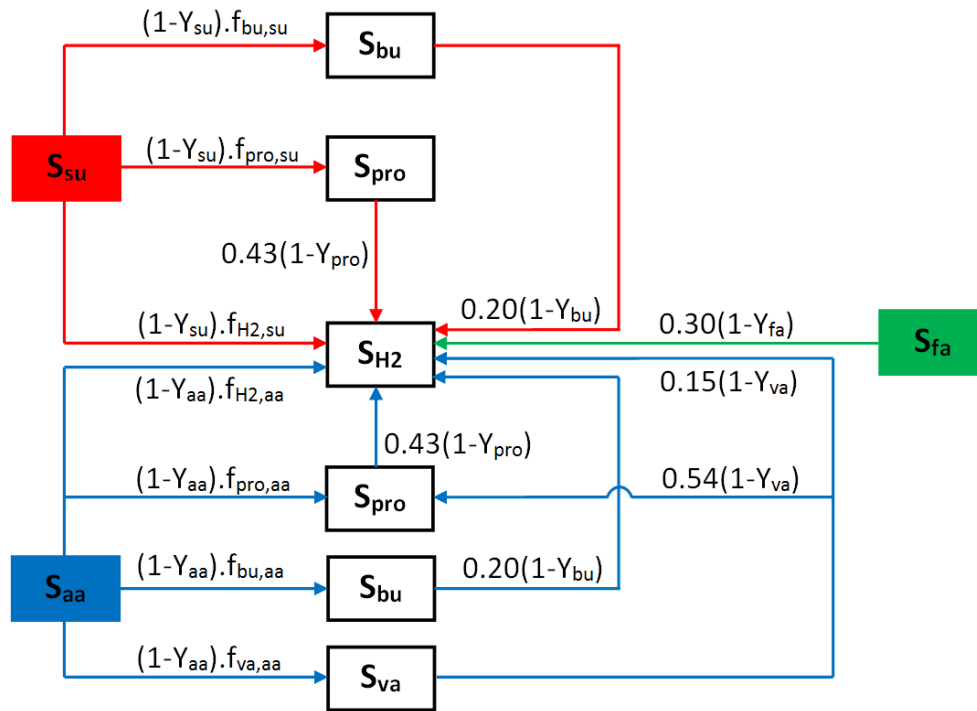 (1-Ysu).fbu,su
Sbu
Ssu
(1-Ysu).fpro,su
Spro
0.43(1-Ypro)
(1-Ysu).fH2,su
0.20(1-Ybu)
0.30(1-Yfa)
SH2
Sfa
(1-Yaa).fH2,aa
0.15(1-Yva)
0.43(1-Ypro)
(1-Yaa).fpro,aa
Spro
0.54(1-Yva)
Saa
(1-Yaa).fbu,aa
Sbu
0.20(1-Ybu)
(1-Yaa).fva,aa
Sva